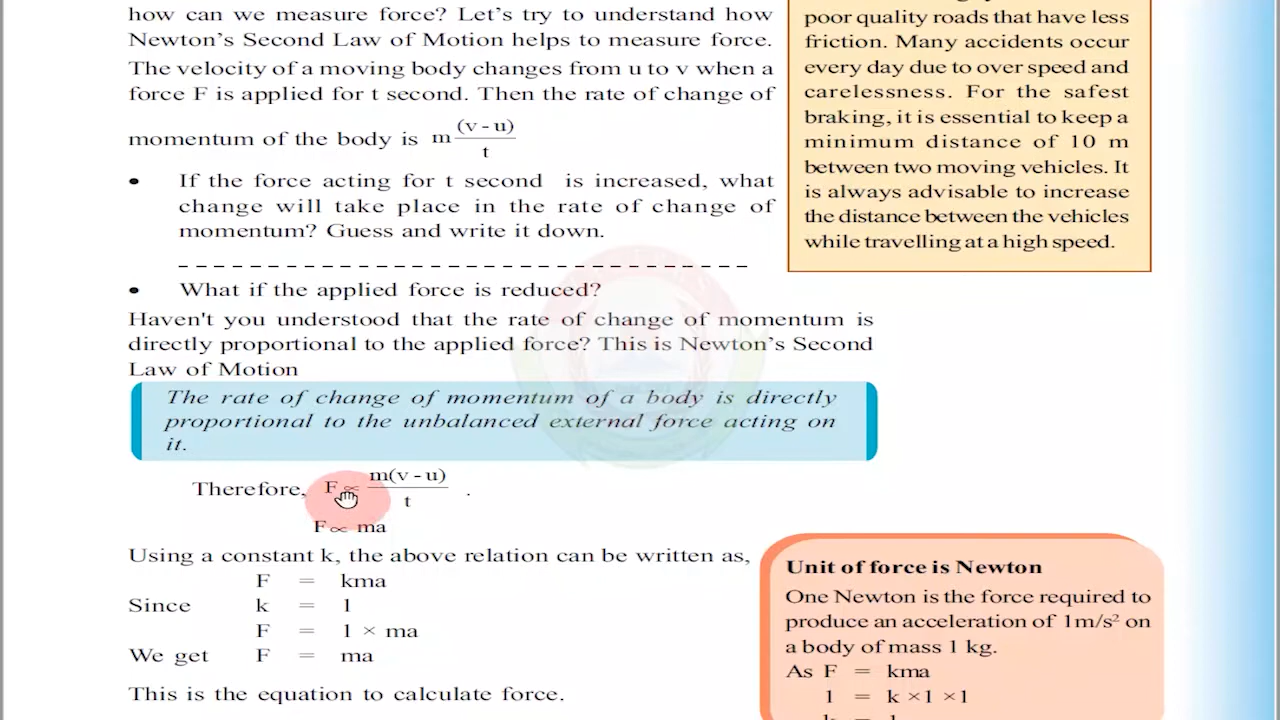 how can we measure force? Let's try to understand how
Newton's Second Law of Motion helps to measure force.
The velocity of a moving body changes from u to v when a
force F is applied for t second. Then the rate of change of
momentum of the body is m (v - u)
t
• If the force acting for t second is increased, what
change will take place in the rate of change of
momentum? Guess and write it down.
• What if the applied force is reduced?
Haven't you understood that the rate of change of momentum is
directly proportional to the applied force? This is Newton's Second
Law of Motion
The rate of change of momentum of a body is directly
proportional to the unbalanced external force acting on
it.
Therefore, F ∝ m(v - u)
t .
F ∝ ma
Using a constant k, the above relation can be written as,
F = kma
Since k = 1
F = 1 × ma
We get F = ma
This is the equation to calculate force.
poor quality roads that have less
friction. Many accidents occur
every day due to over speed and
carelessness. For the safest
braking, it is essential to keep a
minimum distance of 10 m
between two moving vehicles. It
is always advisable to increase
the distance between the vehicles
while travelling at a high speed.
Unit of force is Newton
One Newton is the force required to
produce an acceleration of 1m/s² on
a body of mass 1 kg.
As F = kma
1 = k ×1 ×1